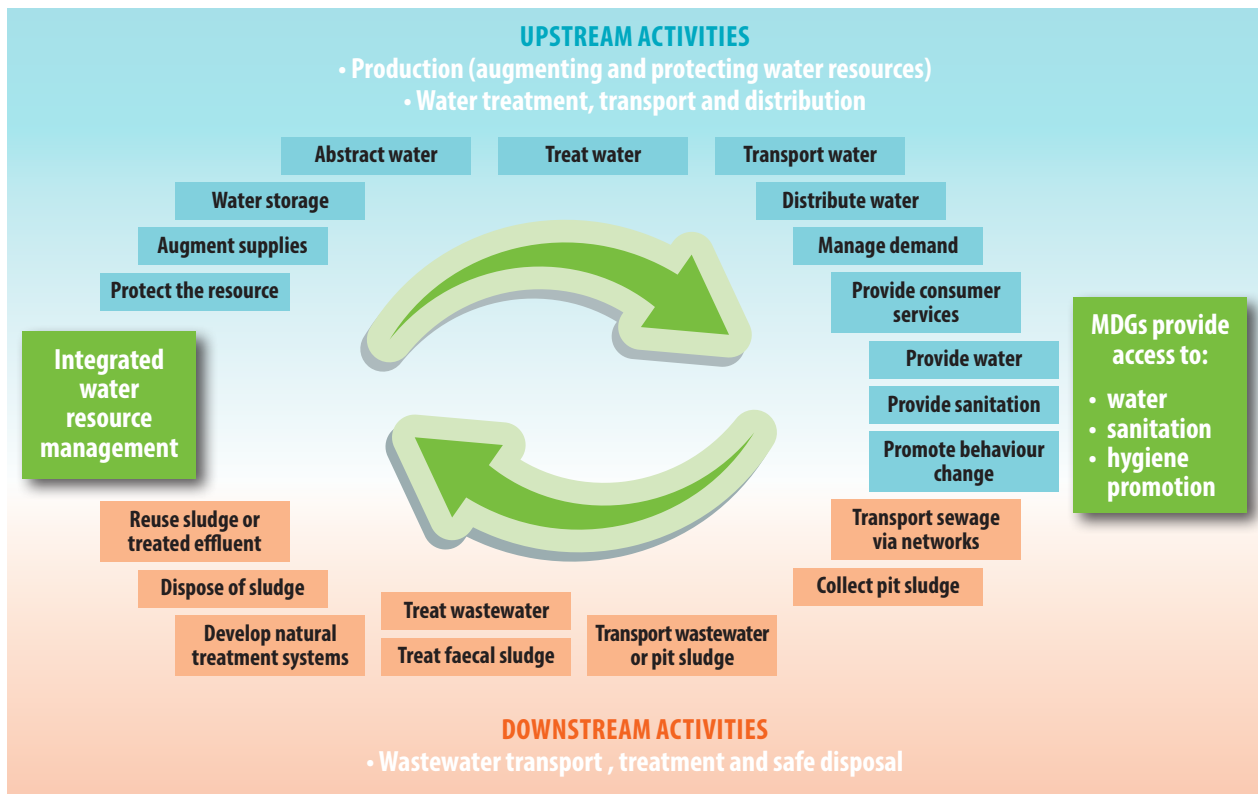 UPSTREAM ACTIVITIES
• Production (augmenting and protecting water resources)
• Water treatment, transport and distribution
Abstract water
Treat water
Transport water
Water storage
Distribute water
Augment supplies
Manage demand
Protect the resource
Provide consumer
services
Integrated
water
resource
management
MDGs provide
access to:
• water
• sanitation
• hygiene
promotion
Provide water
Provide sanitation
Promote behaviour
change
Reuse sludge or
treated effluent
Transport sewage
via networks
Dispose of sludge
Collect pit sludge
Develop natural
treatment systems
Treat wastewater
Treat faecal sludge
Transport wastewater
or pit sludge
DOWNSTREAM ACTIVITIES
• Wastewater transport , treatment and safe disposal